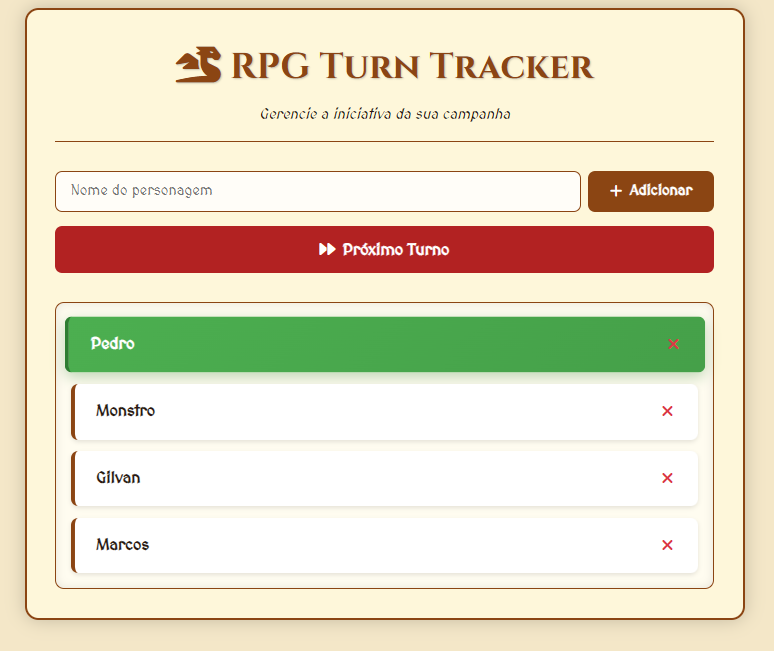 RPG Turn Tracker
Gerencie a iniciativa da sua campanha
Nome do personagem
+ Adicionar
Próximo Turno
Pedro ×
Monstro ×
Gilvan ×
Marcos ×